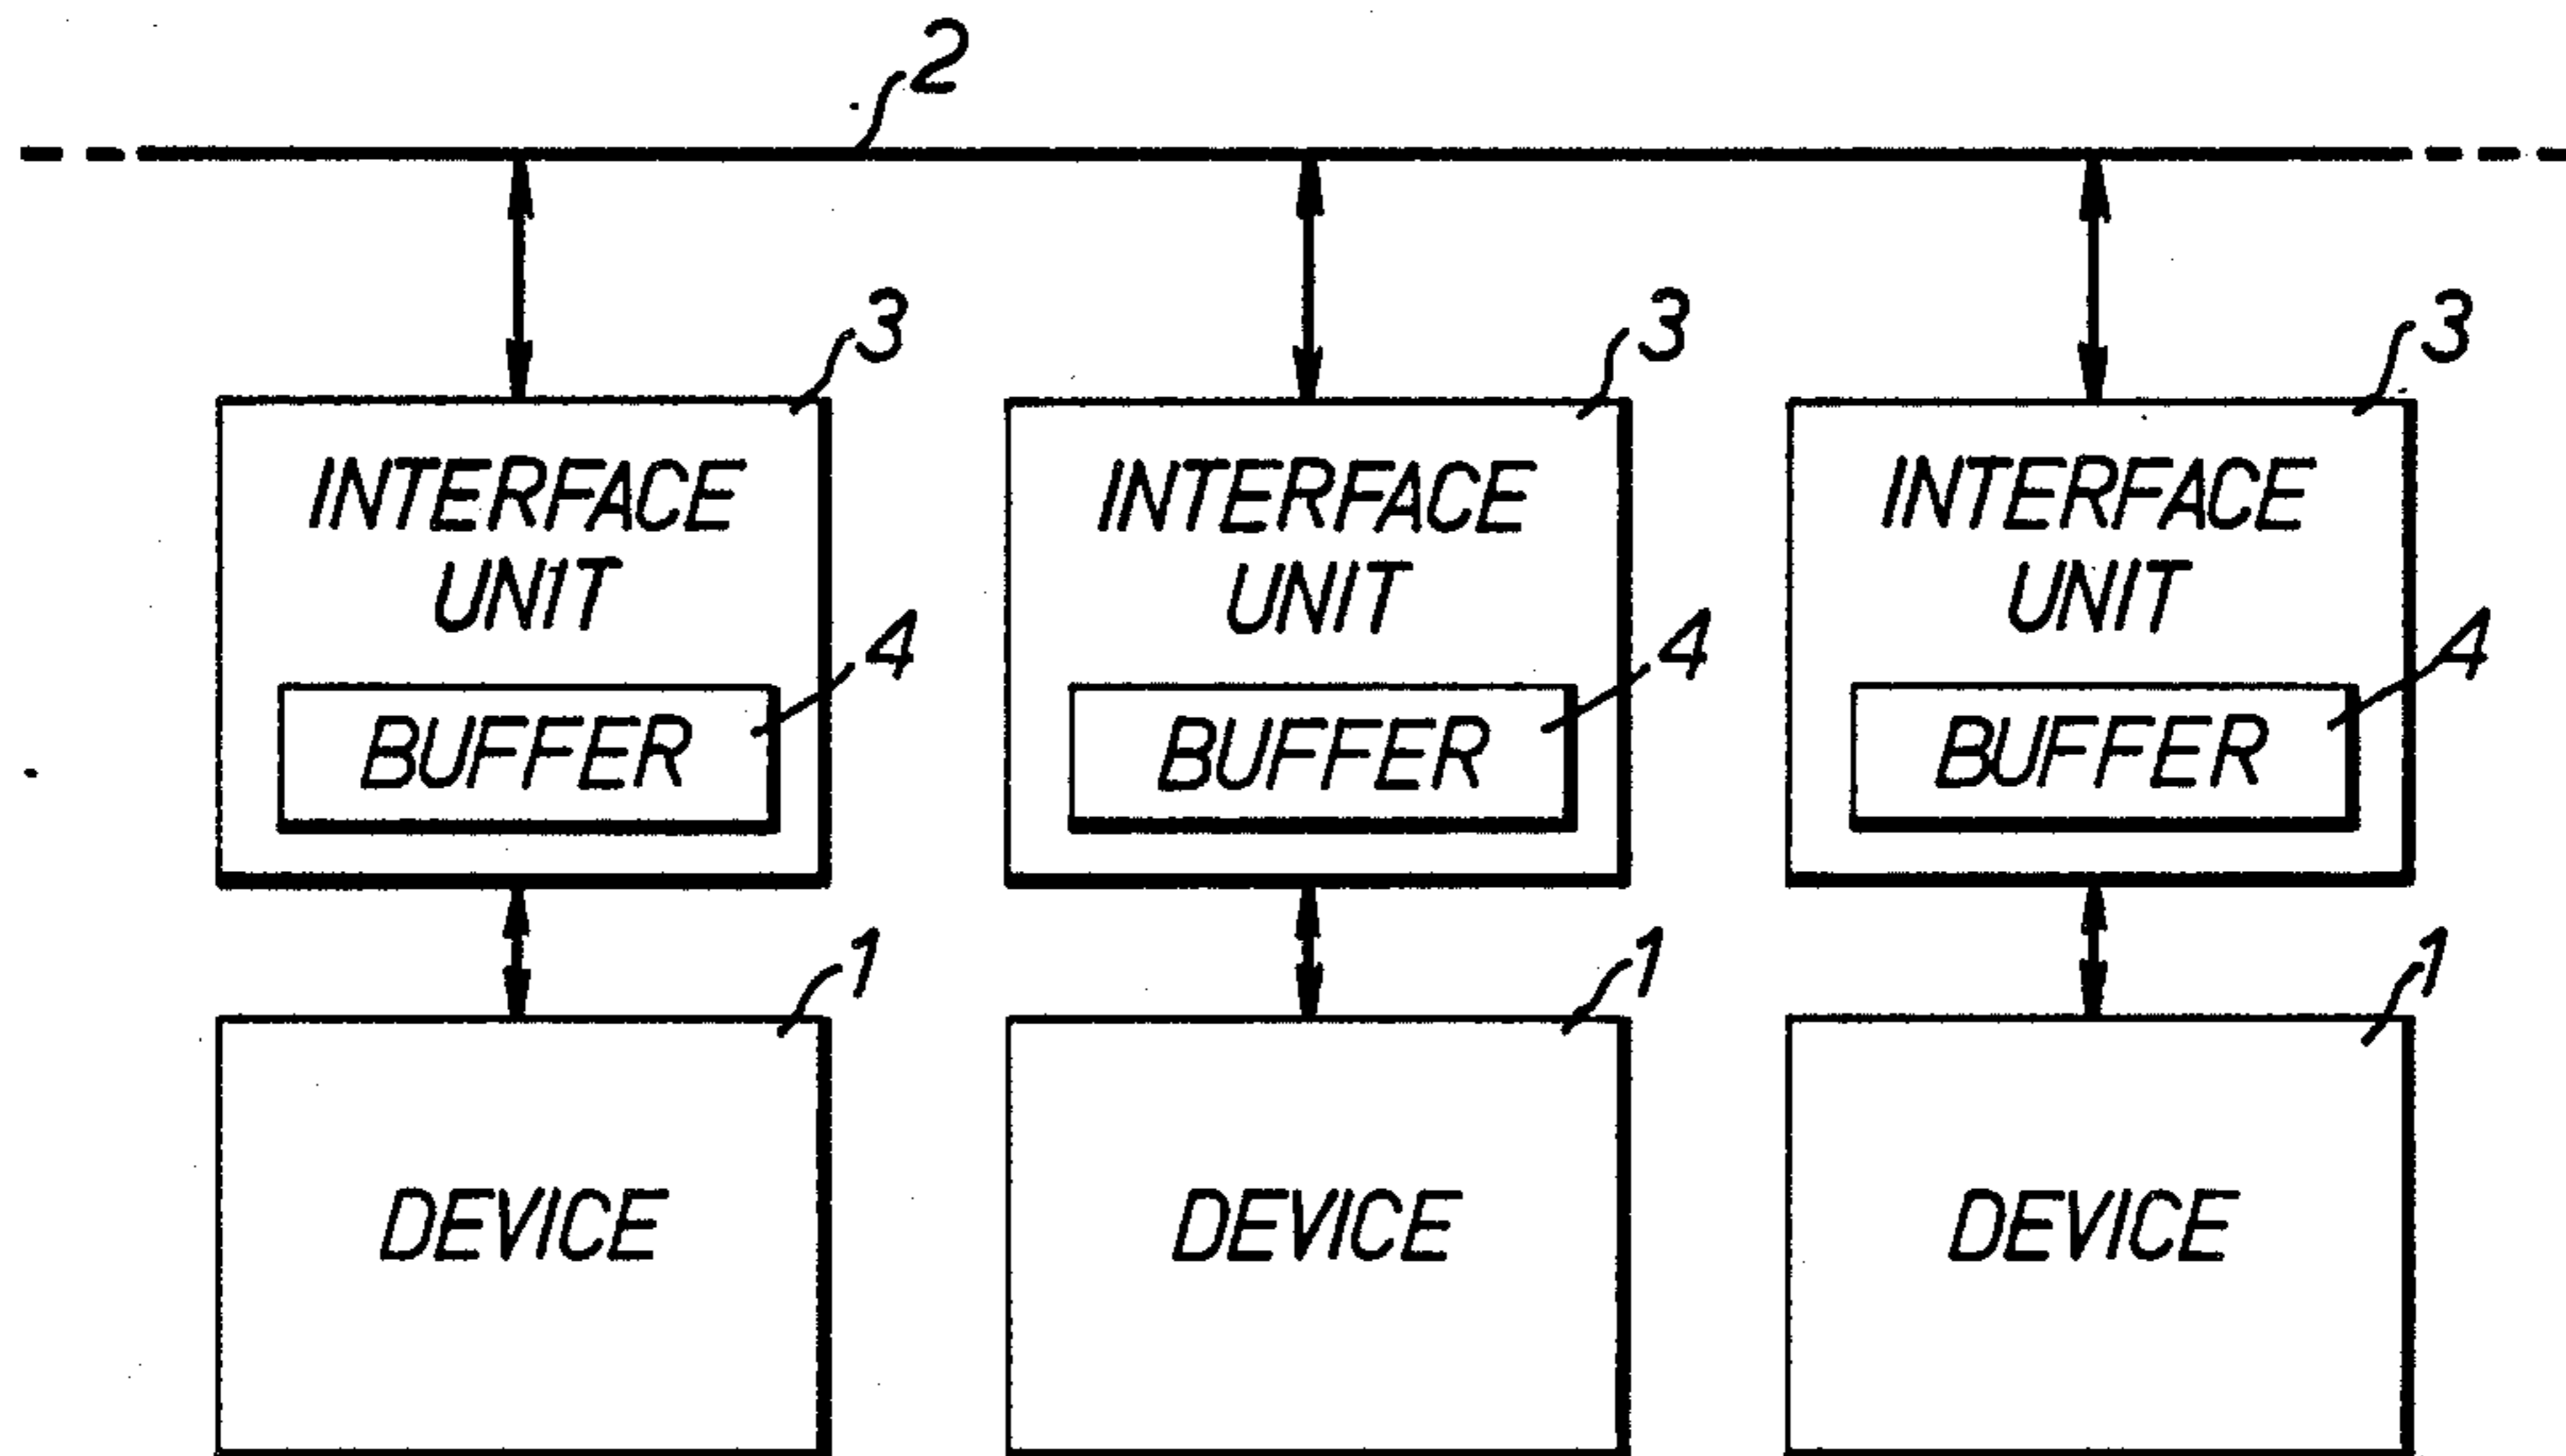 2
3 3 3
INTERFACE UNIT INTERFACE UNIT INTERFACE UNIT
4 4 4
BUFFER BUFFER BUFFER
1 1 1
DEVICE DEVICE DEVICE